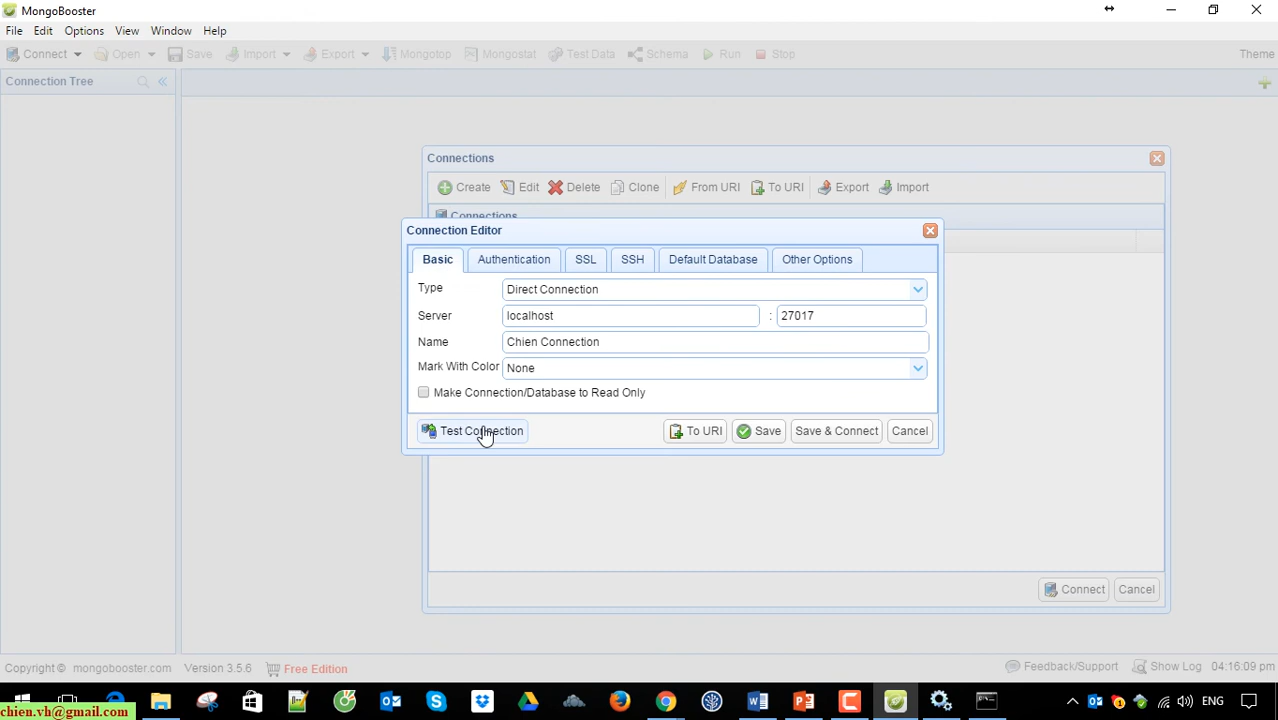 MongoBooster
File Edit Options View Window Help
Connect Open Save Import Export Mongotop Mongostat Test Data Schema Run Stop Theme
Connection Tree
Connections
Create Edit Delete Clone From URI To URI Export Import
Connections
Connection Editor
Basic Authentication SSL SSH Default Database Other Options
Type Direct Connection
Server localhost : 27017
Name Chien Connection
Mark With Color None
Make Connection/Database to Read Only
Test Connection To URI Save Save & Connect Cancel
Connect Cancel
Copyright © mongobooster.com Version 3.5.6 Free Edition Feedback/Support Show Log 04:16:09 pm
ENG
chien.vh@gmail.com